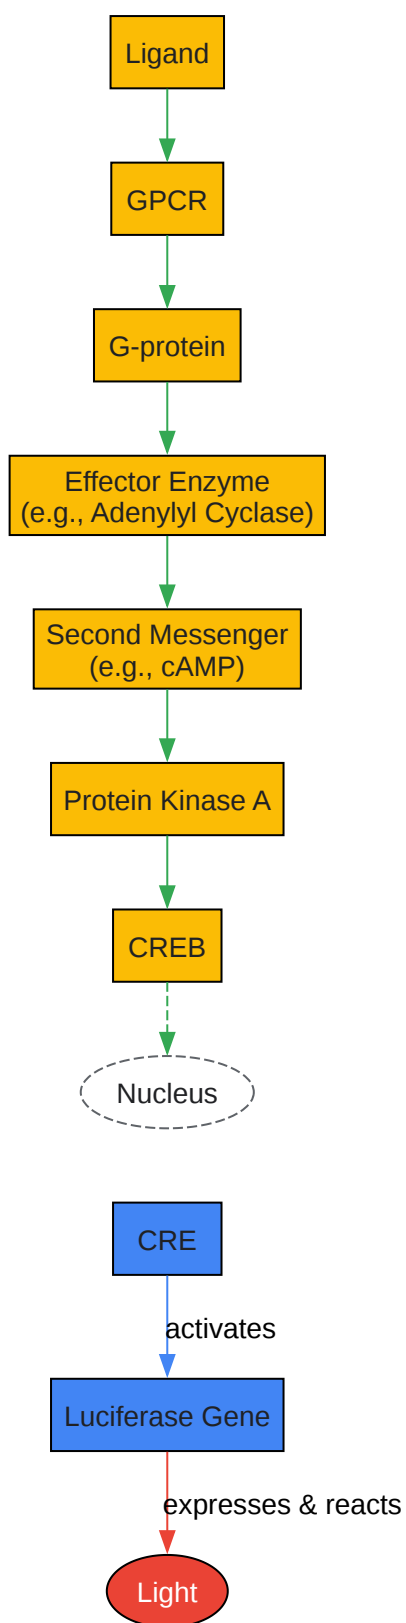 Ligand
GPCR
G-protein
Effector Enzyme
(e.g., Adenylyl Cyclase)
Second Messenger
(e.g., cAMP)
Protein Kinase A
CREB
Nucleus
CRE
activates
Luciferase Gene
expresses & reacts
Light